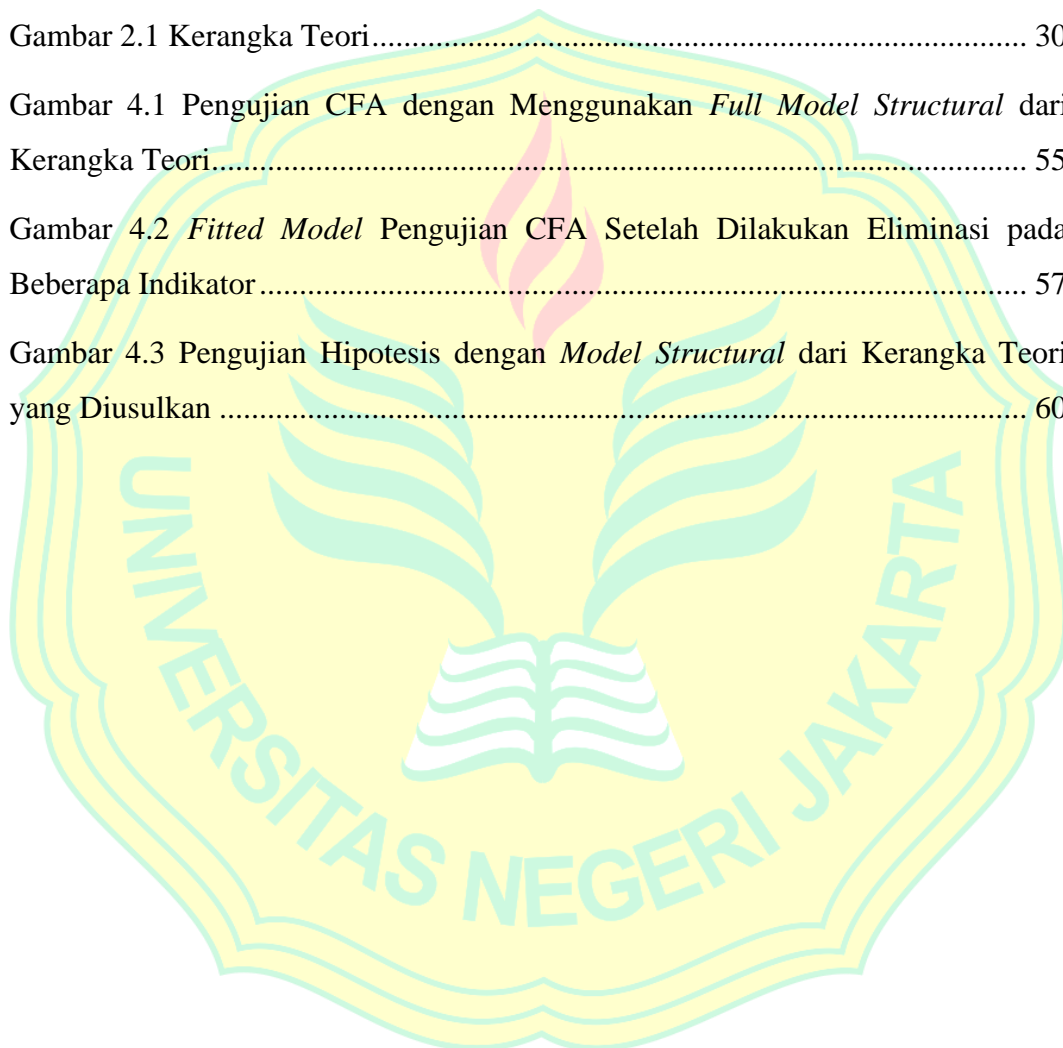 Gambar 2.1 Kerangka Teori.................................................................................. 30
Gambar 4.1 Pengujian CFA dengan Menggunakan Full Model Structural dari
Kerangka Teori...................................................................................................... 55
Gambar 4.2 Fitted Model Pengujian CFA Setelah Dilakukan Eliminasi pada
Beberapa Indikator................................................................................................ 57
Gambar 4.3 Pengujian Hipotesis dengan Model Structural dari Kerangka Teori
yang Diusulkan ..................................................................................................... 60
UNIVERSITAS NEGERI JAKARTA